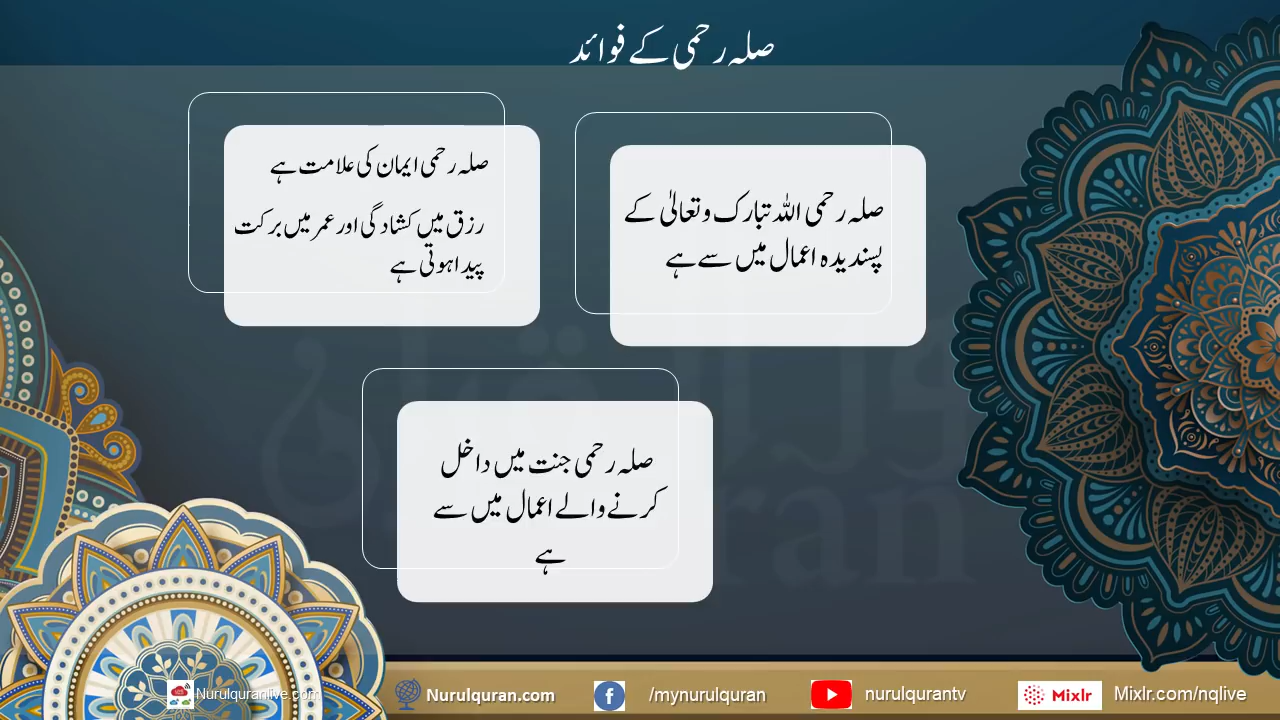 صلہ رحمی کے فوائد
صلہ رحمی اللہ تبارک وتعالیٰ کے
پسندیدہ اعمال میں سے ہے
صلہ رحمی ایمان کی علامت ہے
رزق میں کشادگی اور عمر میں برکت
پیدا ہوتی ہے
صلہ رحمی جنت میں داخل
کرنے والے اعمال میں سے
ہے
Nurulquranlive.com
Nurulquran.com
/mynurulquran
nurulqurantv
Mixlr
Mixlr.com/nqlive